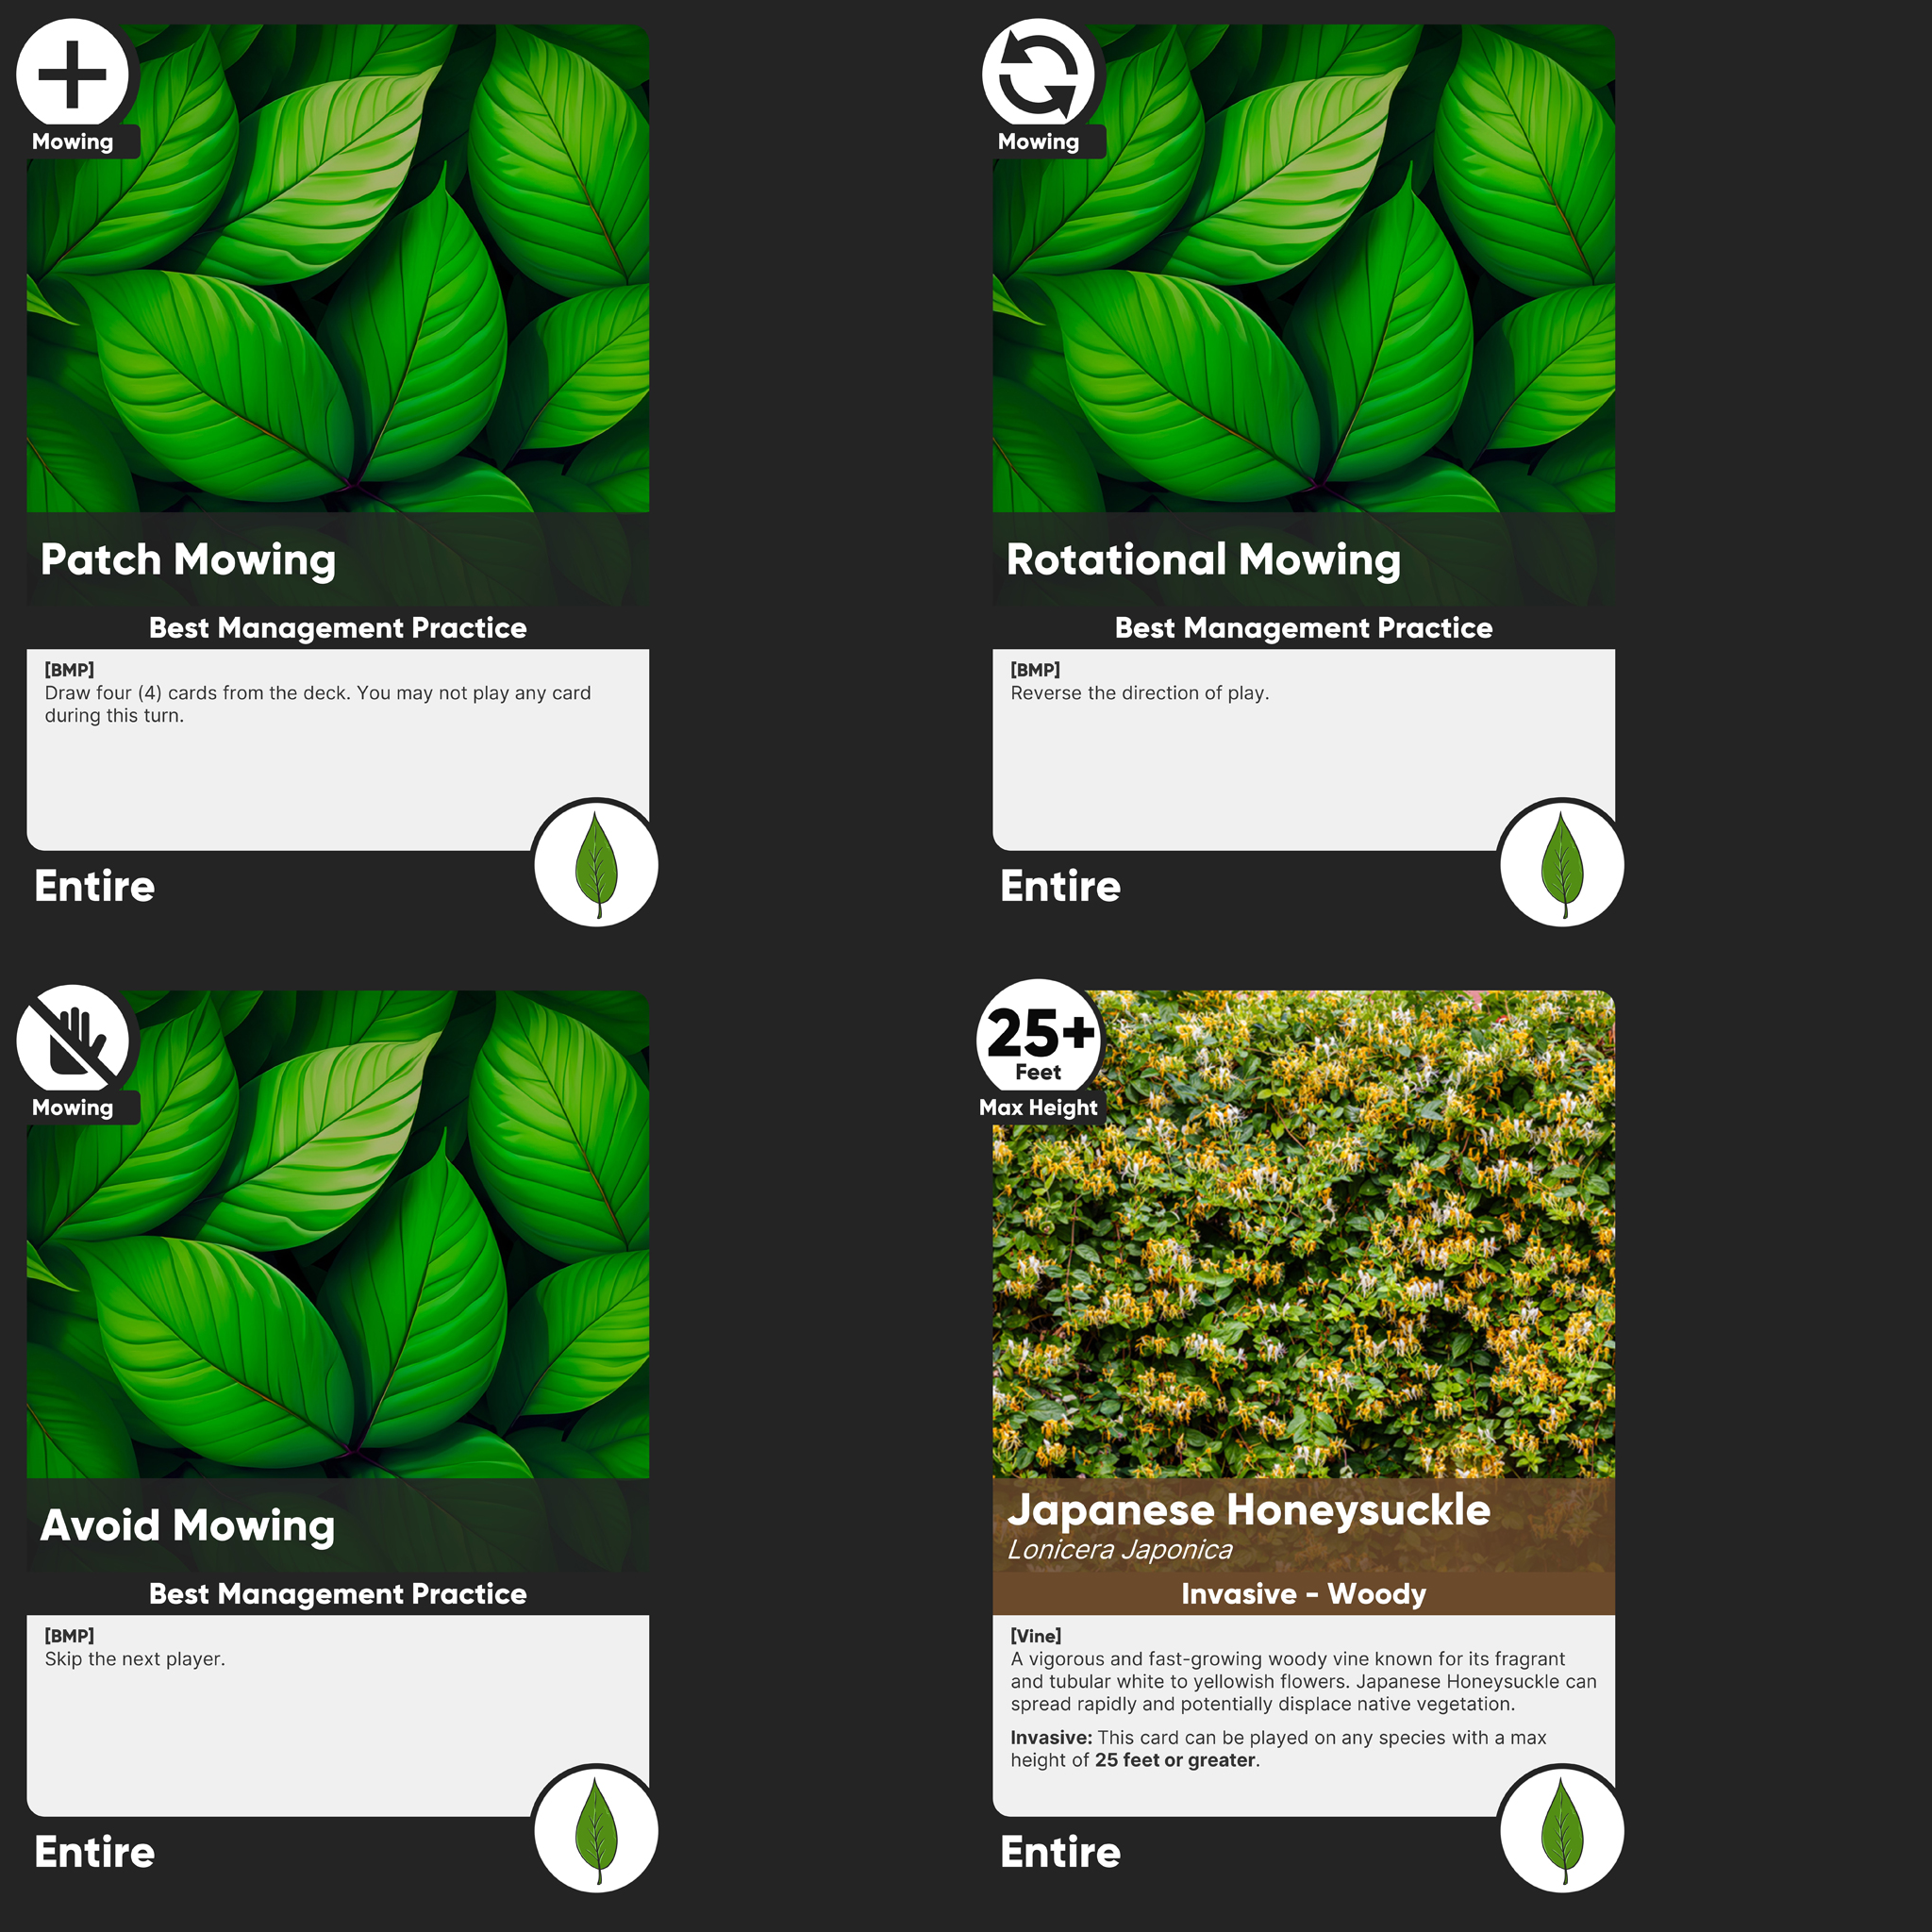 Mowing
Patch Mowing
Best Management Practice
[BMP]
Draw four (4) cards from the deck. You may not play any card
during this turn.
Entire
Mowing
Rotational Mowing
Best Management Practice
[BMP]
Reverse the direction of play.
Entire
Mowing
Avoid Mowing
Best Management Practice
[BMP]
Skip the next player.
Entire
25+
Feet
Max Height
Japanese Honeysuckle
Lonicera Japonica
Invasive - Woody
[Vine]
A vigorous and fast-growing woody vine known for its fragrant
and tubular white to yellowish flowers. Japanese Honeysuckle can
spread rapidly and potentially displace native vegetation.
Invasive: This card can be played on any species with a max
height of 25 feet or greater.
Entire